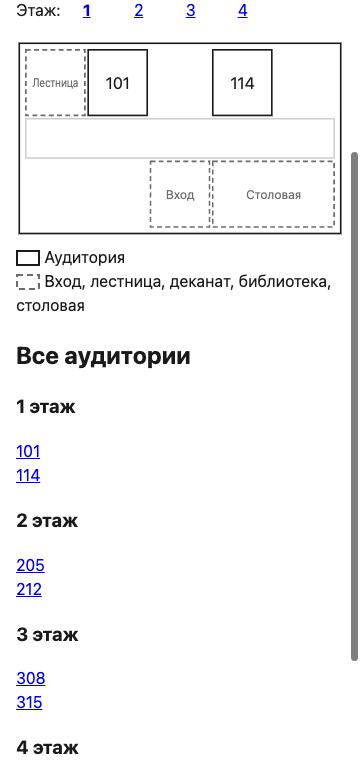 Этаж: 1 2 3 4
Лестница 101 114
Вход Столовая
Аудитория
Вход, лестница, деканат, библиотека,
столовая
Все аудитории
1 этаж
101
114
2 этаж
205
212
3 этаж
308
315
4 этаж